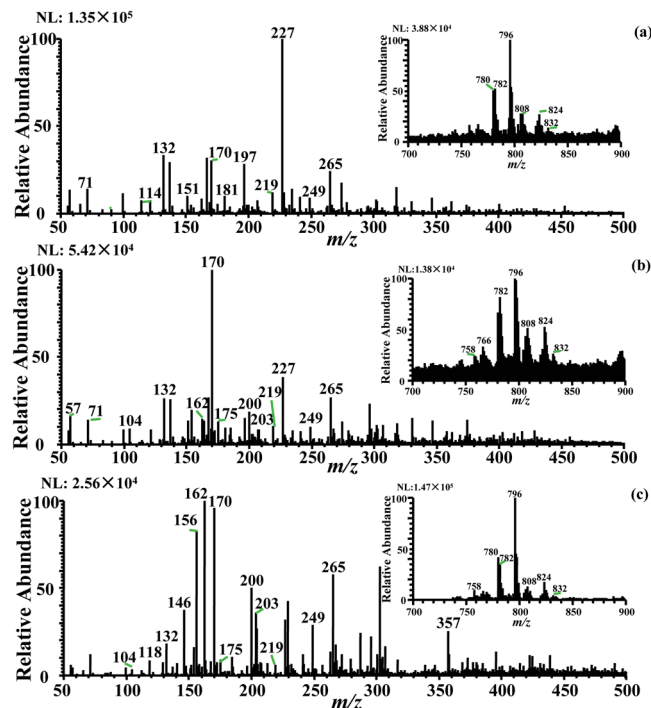 NL: 1.35×10⁵
(a)
Relative Abundance
100
50
0
227
132
170
197
265
71
114
151
181
219
249
50 100 150 200 250 300 350 400 450 500
m/z
NL: 3.88×10⁴
Relative Abundance
100
50
0
796
780
782
808
824
832
700 750 800 850 900
m/z
NL: 5.42×10⁴
(b)
Relative Abundance
100
50
0
170
227
132
162
219
265
57
71
104
175
200
203
249
50 100 150 200 250 300 350 400 450 500
m/z
NL:1.38×10⁴
Relative Abundance
100
50
0
796
782
808
824
758
766
832
700 750 800 850 900
m/z
NL: 2.56×10⁴
(c)
Relative Abundance
100
50
0
162
170
156
200
265
203
146
132
249
357
104
118
175
219
50 100 150 200 250 300 350 400 450 500
m/z
NL:1.47×10⁵
Relative Abundance
100
50
0
796
780
782
808
824
758
832
700 750 800 850 900
m/z